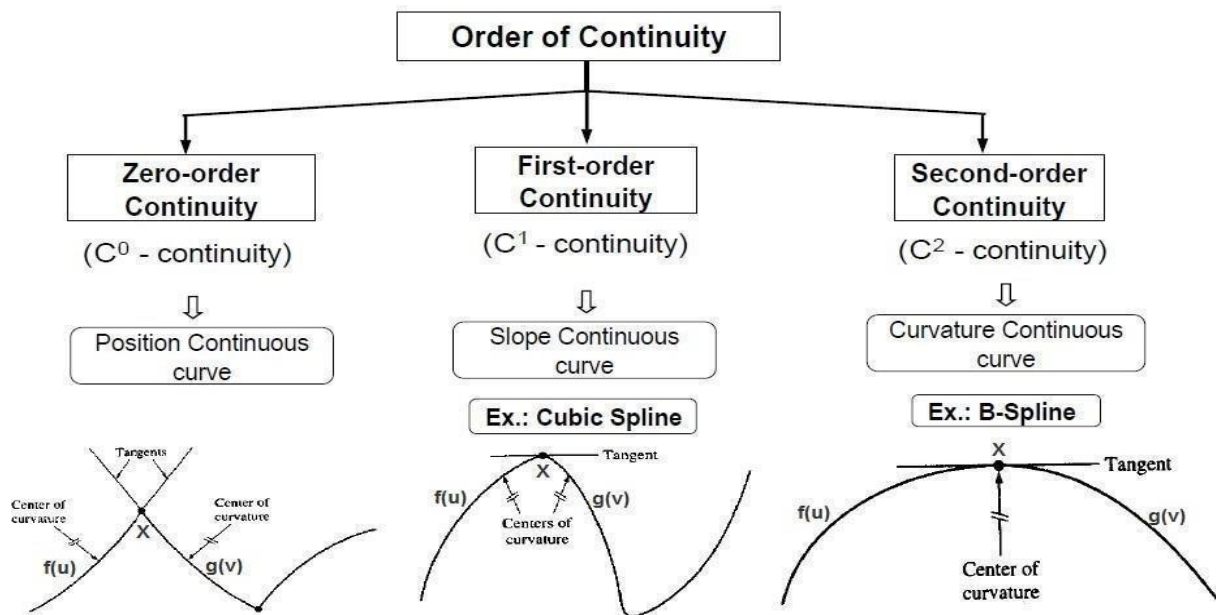 Order of Continuity
Zero-order
Continuity
(C⁰ - continuity)
Position Continuous
curve
Tangents
Center of
curvature
Center of
curvature
X
f(u)
g(v)
First-order
Continuity
(C¹ - continuity)
Slope Continuous
curve
Ex.: Cubic Spline
Tangent
X
f(u)
g(v)
Centers of
curvature
Second-order
Continuity
(C² - continuity)
Curvature Continuous
curve
Ex.: B-Spline
X
Tangent
f(u)
g(v)
Center of
curvature